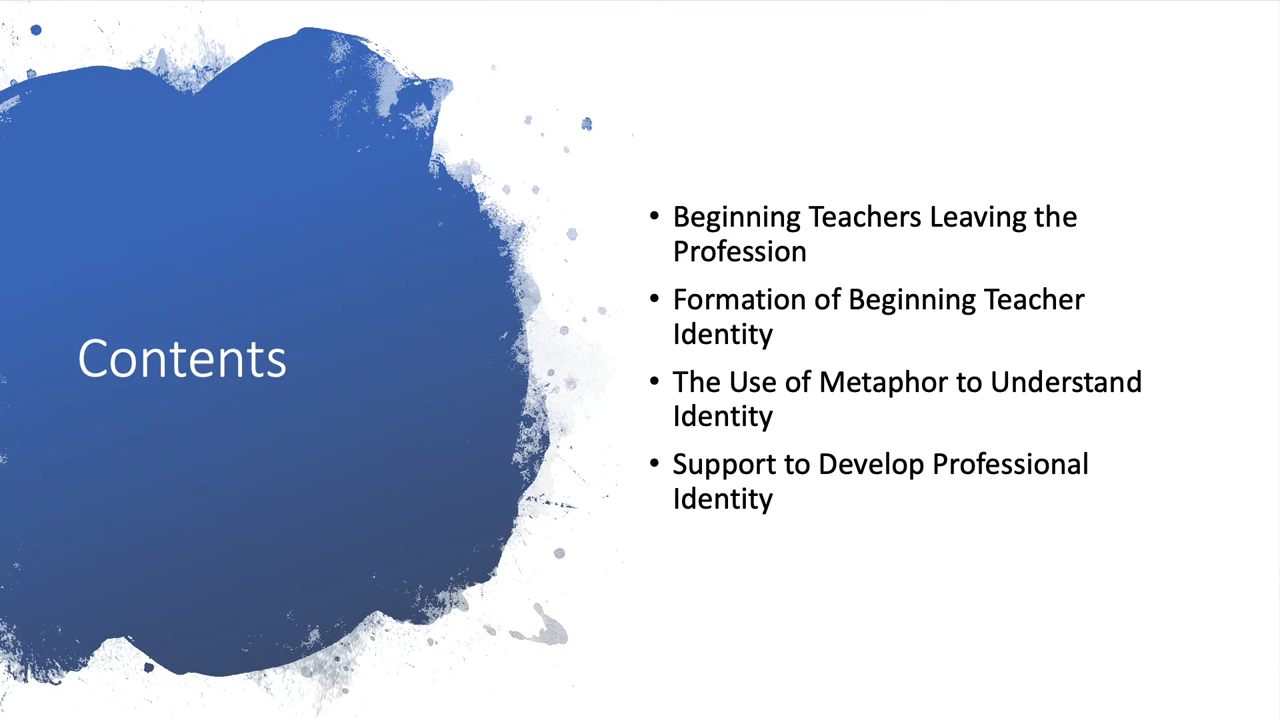 Contents
• Beginning Teachers Leaving the
Profession
• Formation of Beginning Teacher
Identity
• The Use of Metaphor to Understand
Identity
• Support to Develop Professional
Identity